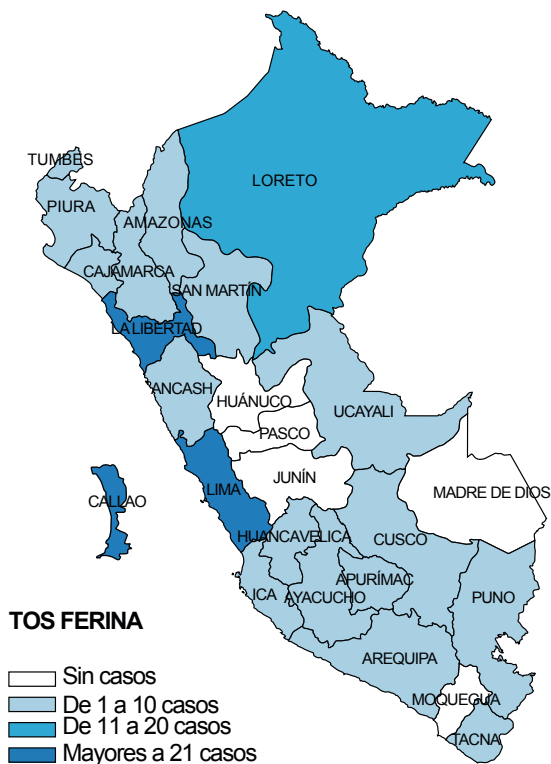 TUMBES
LORETO
PIURA
AMAZONAS
CAJAMARCA
SAN MARTÍN
LA LIBERTAD
ANCASH
HUÁNUCO
UCAYALI
PASCO
JUNÍN
LIMA
MADRE DE DIOS
CALLAO
HUANCAVELICA
CUSCO
APURÍMAC
ICA
AYACUCHO
PUNO
AREQUIPA
MOQUEGUA
TACNA
TOS FERINA
Sin casos
De 1 a 10 casos
De 11 a 20 casos
Mayores a 21 casos